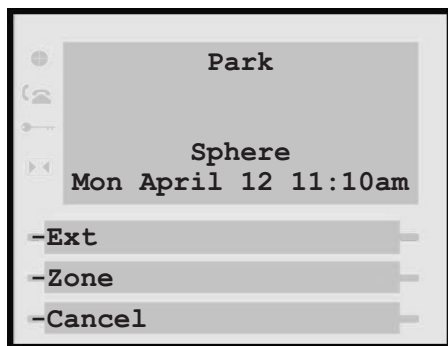 Park
Sphere
Mon April 12 11:10am
-Ext
-Zone
-Cancel